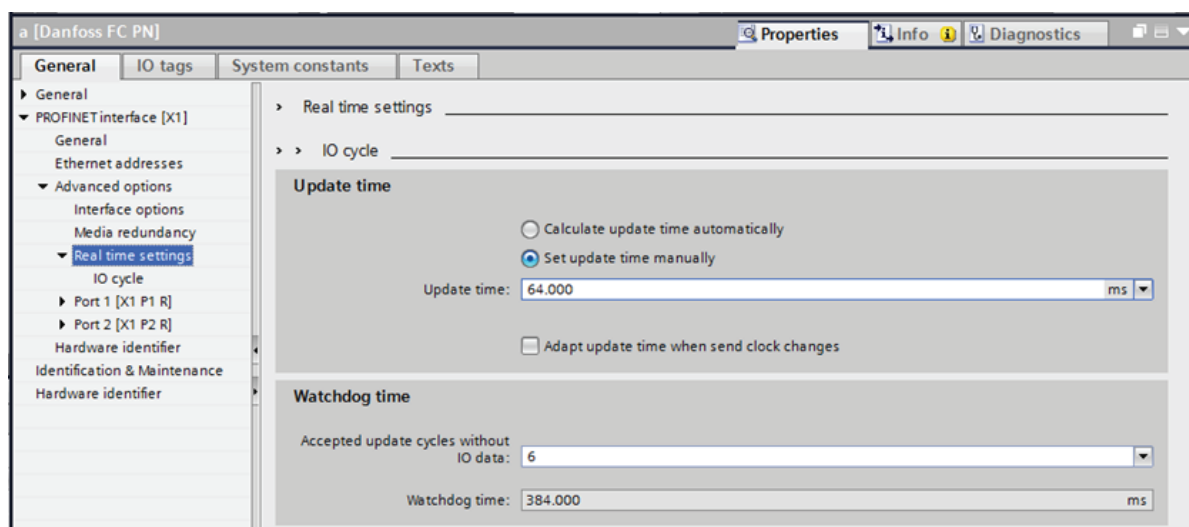 a [Danfoss FC PN]
Properties
Info
Diagnostics
General
IO tags
System constants
Texts
General
PROFINET interface [X1]
General
Ethernet addresses
Advanced options
Interface options
Media redundancy
Real time settings
IO cycle
Port 1 [X1 P1 R]
Port 2 [X1 P2 R]
Hardware identifier
Identification & Maintenance
Hardware identifier
Real time settings
IO cycle
Update time
Calculate update time automatically
Set update time manually
Update time: 64.000 ms
Adapt update time when send clock changes
Watchdog time
Accepted update cycles without
IO data: 6
Watchdog time: 384.000 ms